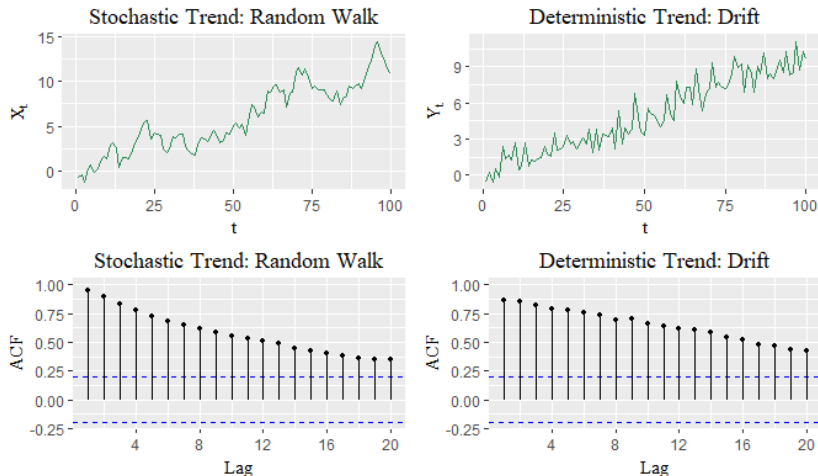 Stochastic Trend: Random Walk
15
10
5
0
Xt
0 25 50 75 100
t
Deterministic Trend: Drift
9
6
3
0
Yt
0 25 50 75 100
t
Stochastic Trend: Random Walk
1.00
0.75
0.50
0.25
0.00
-0.25
ACF
4 8 12 16 20
Lag
Deterministic Trend: Drift
1.00
0.75
0.50
0.25
0.00
-0.25
ACF
4 8 12 16 20
Lag